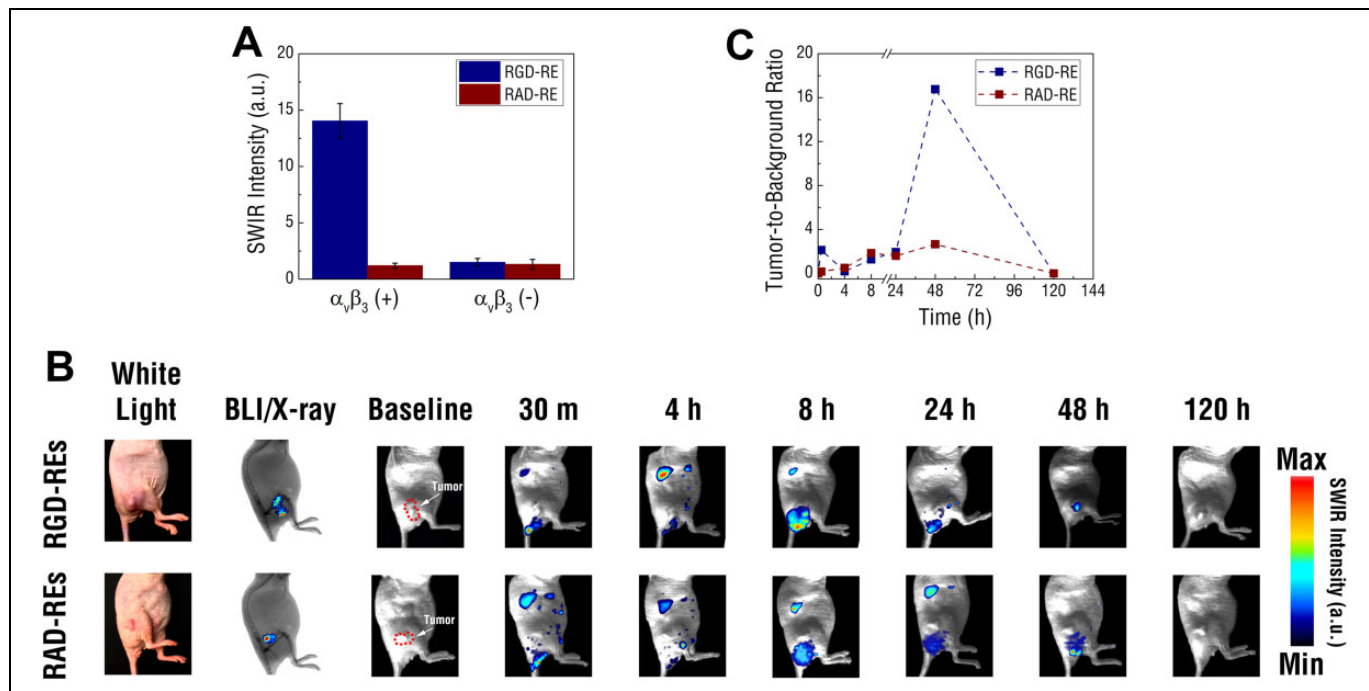 A
SWIR Intensity (a.u.)
20
15
10
5
0
RGD-RE
RAD-RE
αvβ3 (+)
αvβ3 (-)
C
Tumor-to-Background Ratio
20
16
12
8
4
0
RGD-RE
RAD-RE
0 4 8 24 48 72 96 120 144
Time (h)
B
White
Light
BLI/X-ray
Baseline
30 m
4 h
8 h
24 h
48 h
120 h
RGD-REs
Tumor
RAD-REs
Tumor
Max
SWIR Intensity (a.u.)
Min